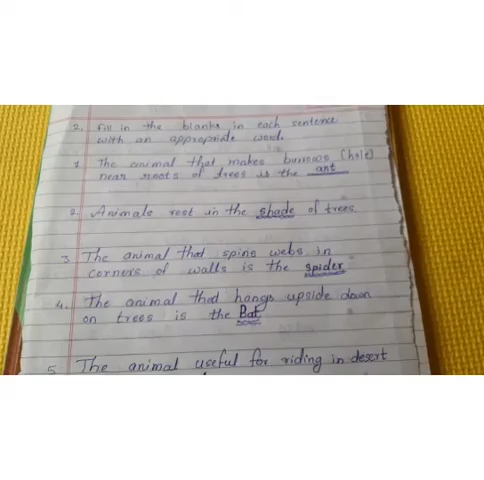 2. Fill in the blanks in each sentence
with an appropriate word.
1. The animal that makes burrows (hole)
near roots of trees is the ant
2. Animals rest in the shade of trees
3 The animal that spins webs in
corners of walls is the spider
4. The animal that hangs upside down
on trees is the Bat
5 The animal useful for riding in desert